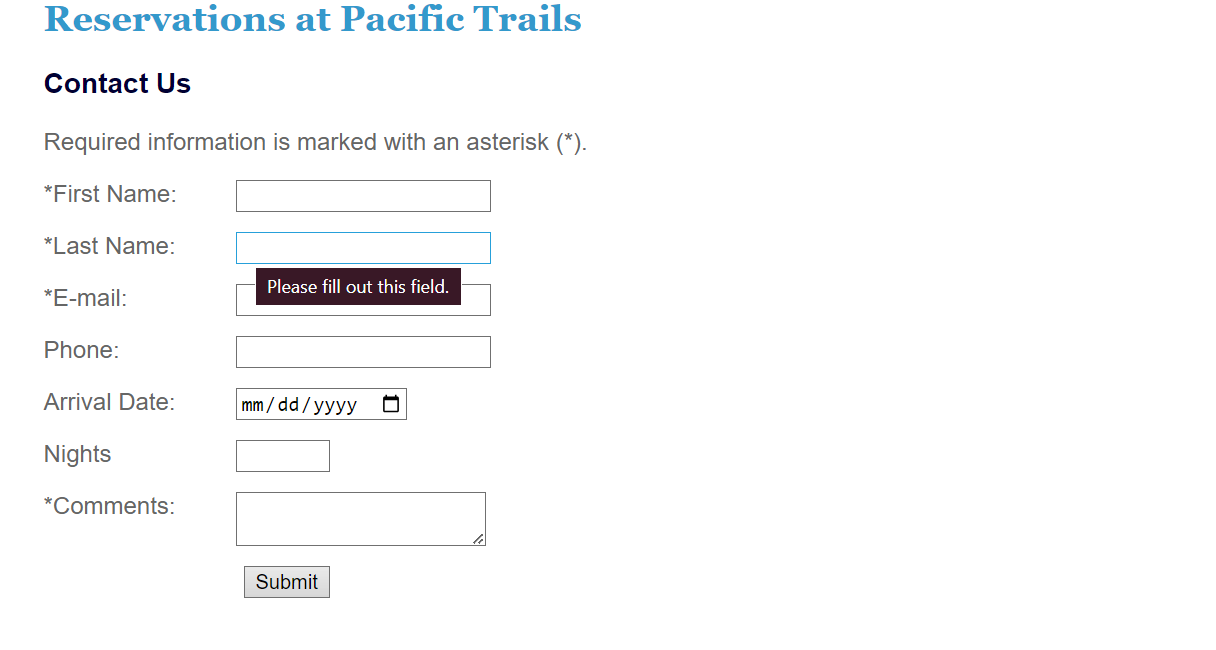 Reservations at Pacific Trails
Contact Us
Required information is marked with an asterisk (*).
*First Name:
*Last Name:
Please fill out this field.
*E-mail:
Phone:
Arrival Date: mm/dd/yyyy
Nights
*Comments:
Submit